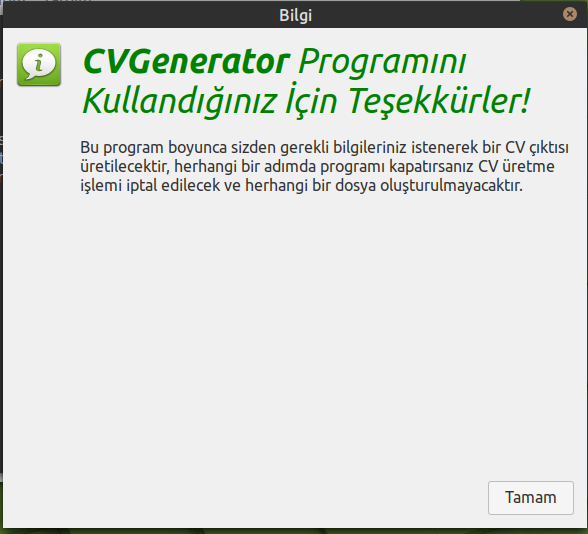 Bilgi
CVGenerator Programını
Kullandığınız İçin Teşekkürler!
Bu program boyunca sizden gerekli bilgileriniz istenerek bir CV çıktısı
üretilecektir, herhangi bir adımda programı kapatırsanız CV üretme
işlemi iptal edilecek ve herhangi bir dosya oluşturulmayacaktır.
Tamam